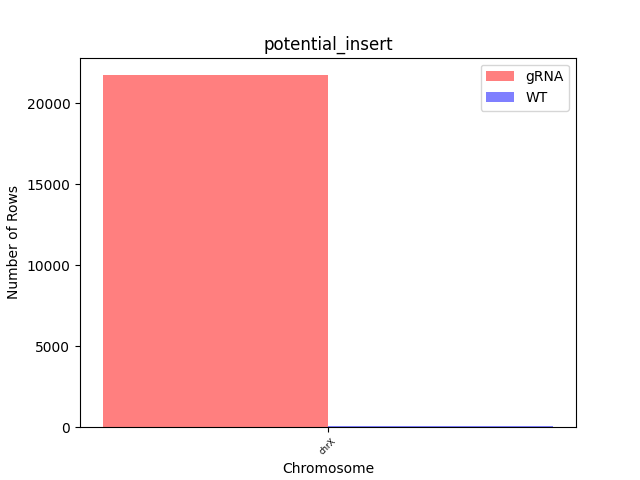 potential_insert
gRNA
WT
20000
15000
10000
5000
0
Number of Rows
chrX
Chromosome